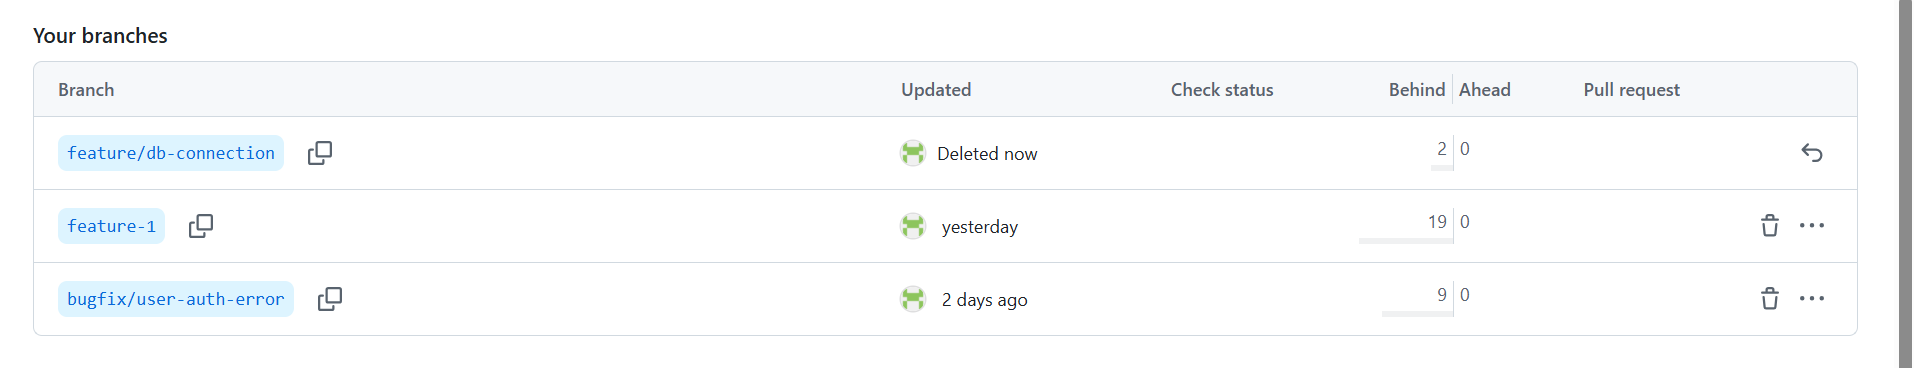 Your branches
Branch Updated Check status Behind Ahead Pull request
feature/db-connection Deleted now 2 0
feature-1 yesterday 19 0
bugfix/user-auth-error 2 days ago 9 0